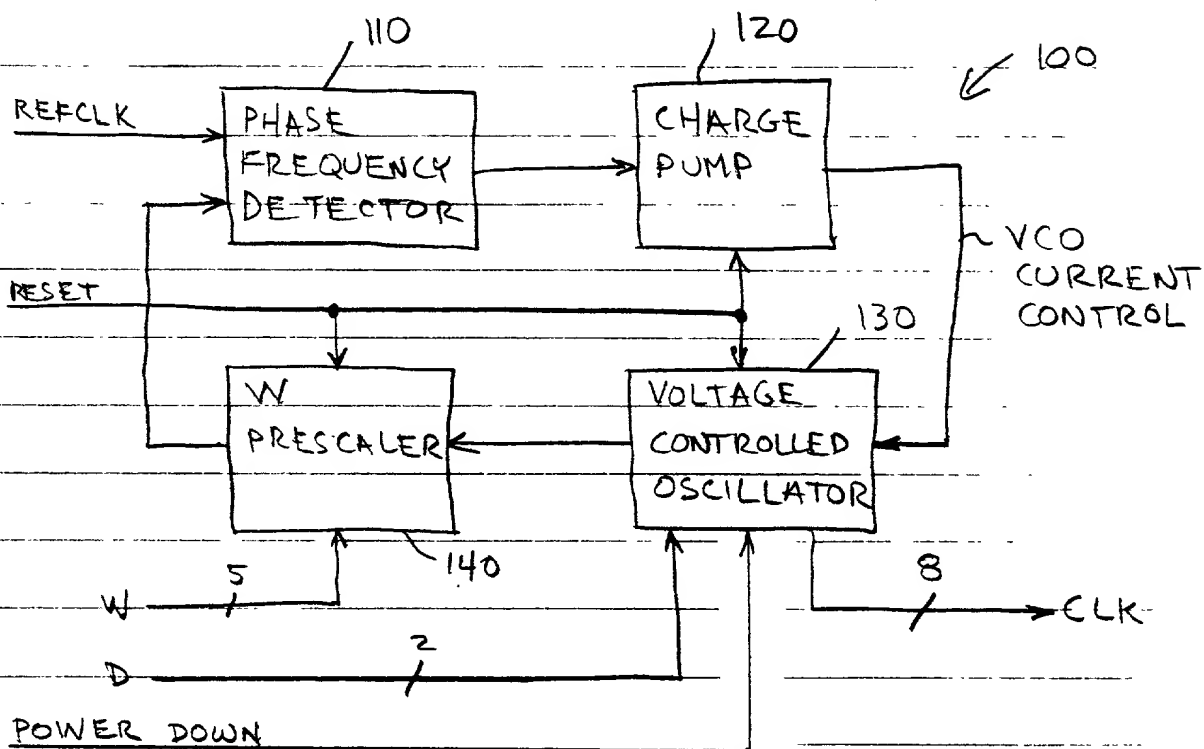 110
120
100
REFCLK
PHASE
FREQUENCY
DETECTOR
CHARGE
PUMP
VCO
CURRENT
CONTROL
RESET
130
W
PRESCALER
VOLTAGE
CONTROLLED
OSCILLATOR
140
W
5
8
CLK
D
2
POWER DOWN